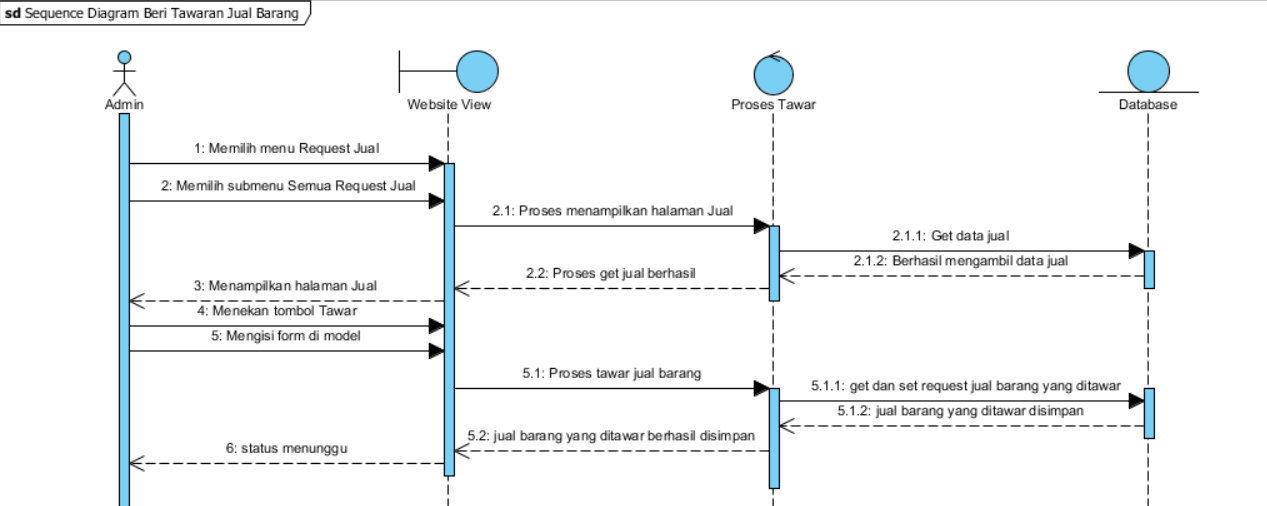 sd Sequence Diagram Beri Tawaran Jual Barang
Admin
Website View
Proses Tawar
Database
1: Memilih menu Request Jual
2: Memilih submenu Semua Request Jual
2.1: Proses menampilkan halaman Jual
2.1.1: Get data jual
2.1.2: Berhasil mengambil data jual
2.2: Proses get jual berhasil
3: Menampilkan halaman Jual
4: Menekan tombol Tawar
5: Mengisi form di model
5.1: Proses tawar jual barang
5.1.1: get dan set request jual barang yang ditawar
5.1.2: jual barang yang ditawar disimpan
5.2: jual barang yang ditawar berhasil disimpan
6: status menunggu